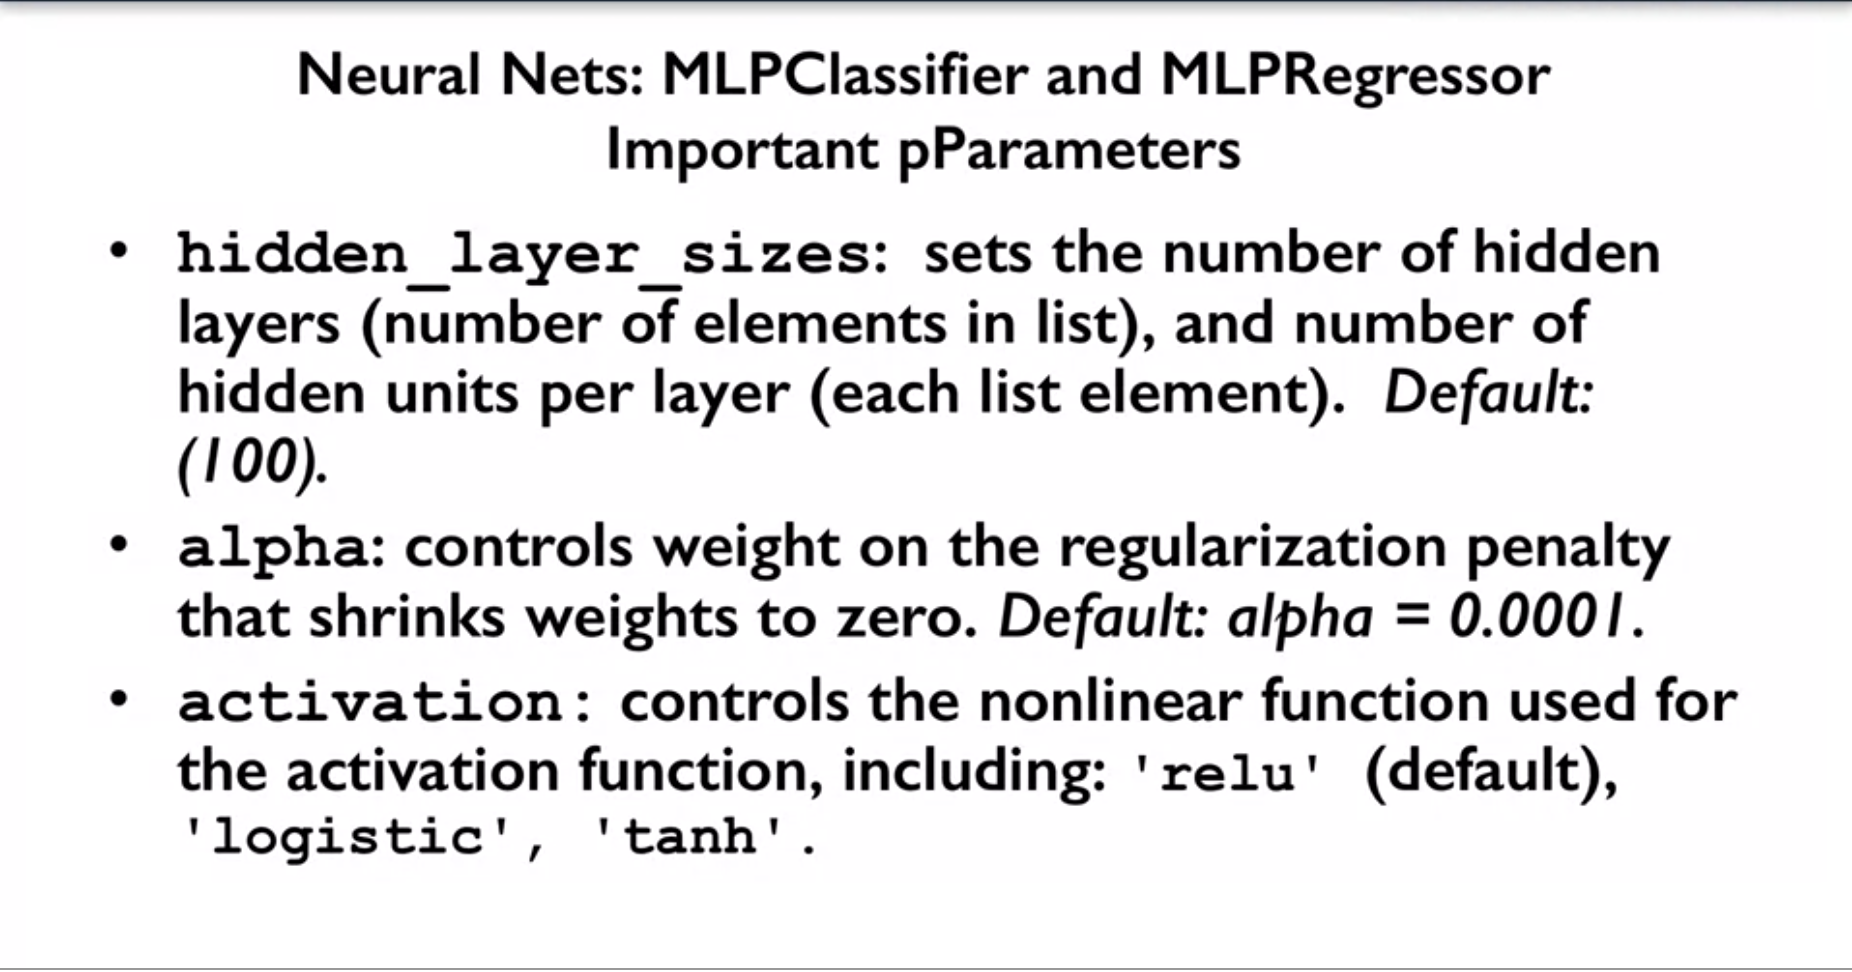 Neural Nets: MLPClassifier and MLPRegressor
Important pParameters
• hidden_layer_sizes: sets the number of hidden
layers (number of elements in list), and number of
hidden units per layer (each list element). Default:
(100).
• alpha: controls weight on the regularization penalty
that shrinks weights to zero. Default: alpha = 0.0001.
• activation: controls the nonlinear function used for
the activation function, including: 'relu' (default),
'logistic', 'tanh'.